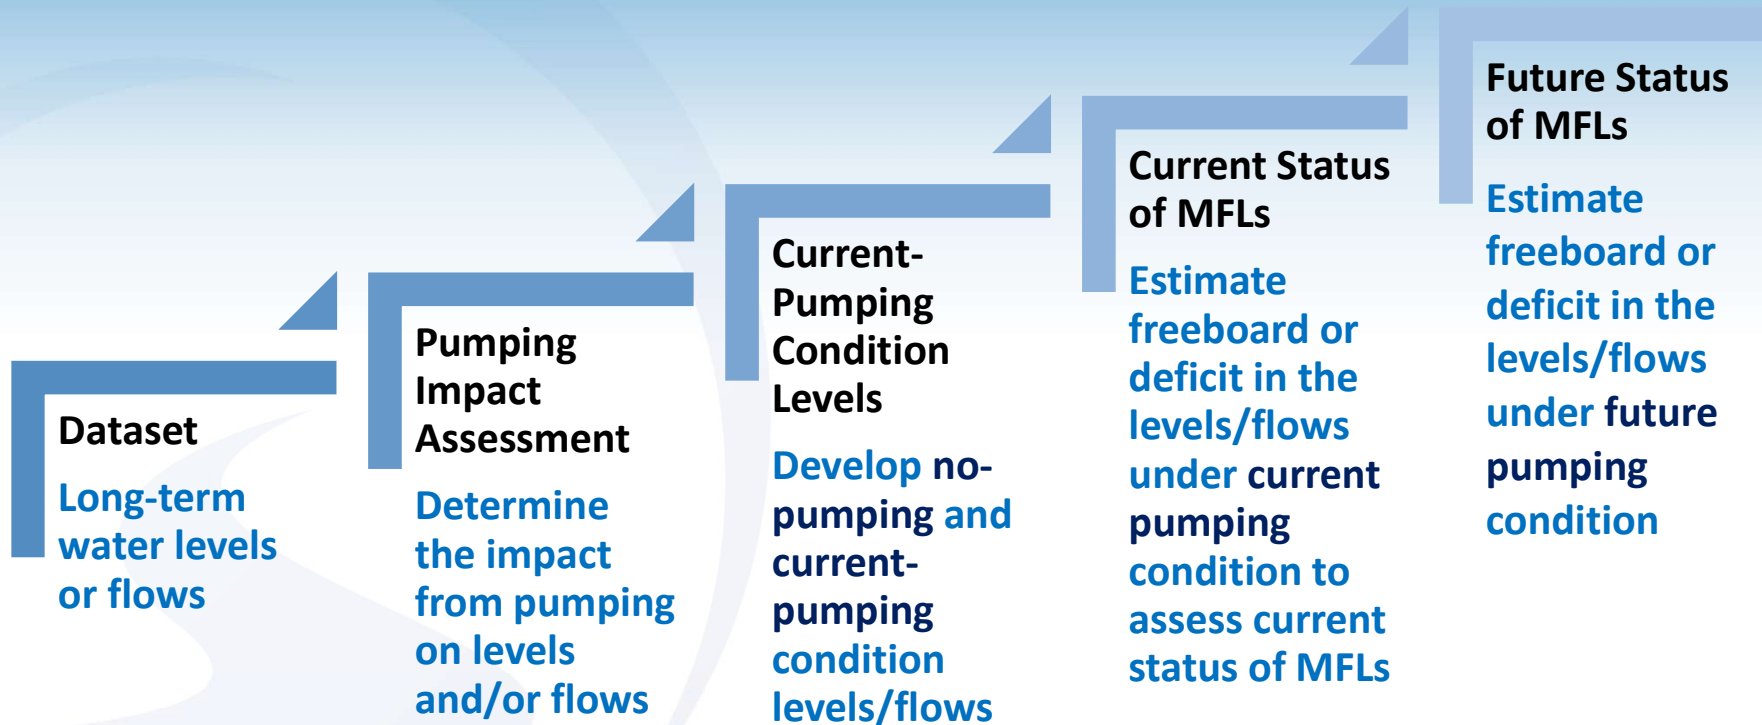 Dataset
Long-term
water levels
or flows
Pumping
Impact
Assessment
Determine
the impact
from pumping
on levels
and/or flows
Current-
Pumping
Condition
Levels
Develop no-
pumping and
current-
pumping
condition
levels/flows
Current Status
of MFLs
Estimate
freeboard or
deficit in the
levels/flows
under current
pumping
condition to
assess current
status of MFLs
Future Status
of MFLs
Estimate
freeboard or
deficit in the
levels/flows
under future
pumping
condition